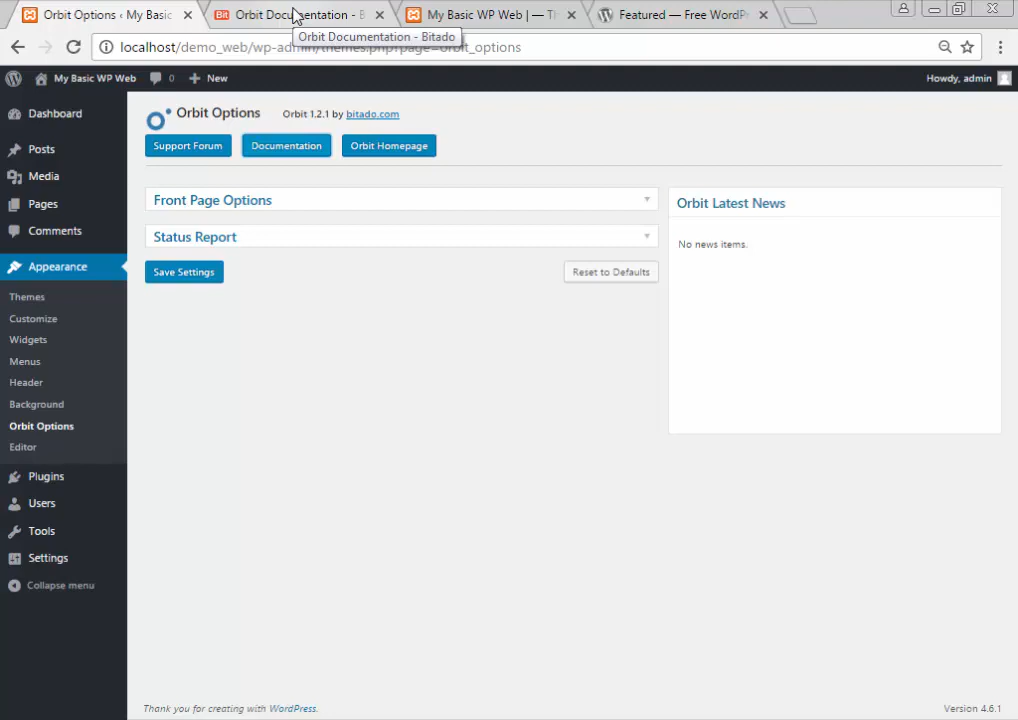 Orbit Options ‹ My Basic
Bit Orbit Documentation - B
My Basic WP Web | — Th
Featured — Free WordPr
localhost/demo_web/wp-admin/themes.php?page=orbit_options
Orbit Documentation - Bitado
My Basic WP Web
0
New
Howdy, admin
Dashboard
Posts
Media
Pages
Comments
Appearance
Themes
Customize
Widgets
Menus
Header
Background
Orbit Options
Editor
Plugins
Users
Tools
Settings
Collapse menu
Orbit Options
Orbit 1.2.1 by bitado.com
Support Forum
Documentation
Orbit Homepage
Front Page Options
Status Report
Save Settings
Reset to Defaults
Orbit Latest News
No news items.
Thank you for creating with WordPress.
Version 4.6.1